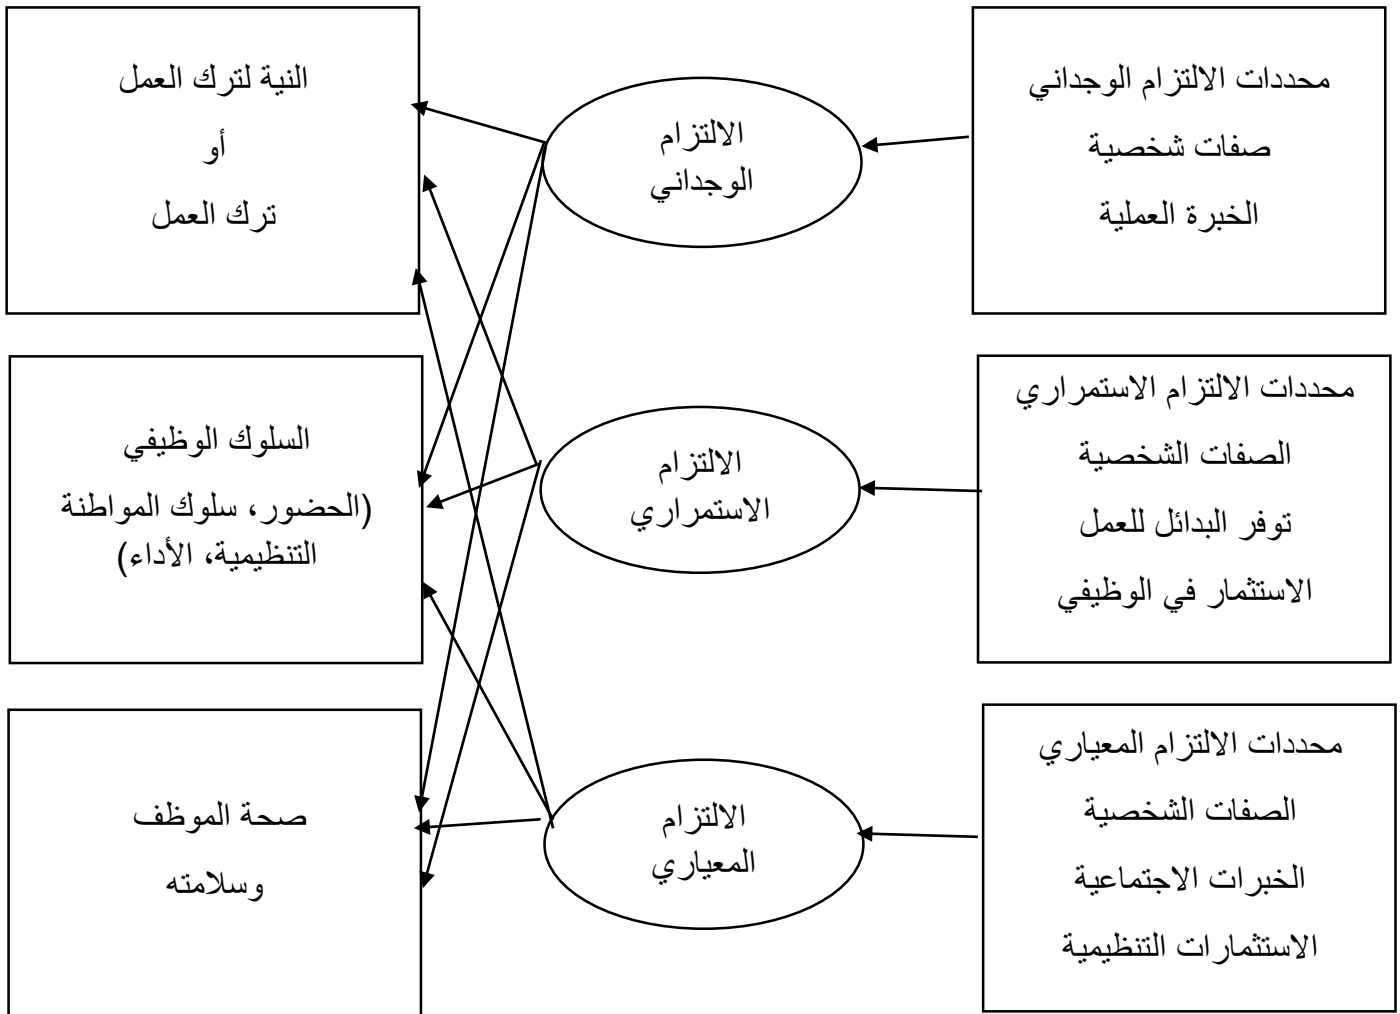 محددات الالتزام الوجداني
صفات شخصية
الخبرة العملية
الالتزام
الوجداني
النية لترك العمل
أو
ترك العمل
محددات الالتزام الاستمراري
الصفات الشخصية
توفر البدائل للعمل
الاستثمار في الوظيفي
الالتزام
الاستمراري
السلوك الوظيفي
(الحضور، سلوك المواطنة
التنظيمية، الأداء)
محددات الالتزام المعياري
الصفات الشخصية
الخبرات الاجتماعية
الاستثمارات التنظيمية
الالتزام
المعياري
صحة الموظف
وسلامته